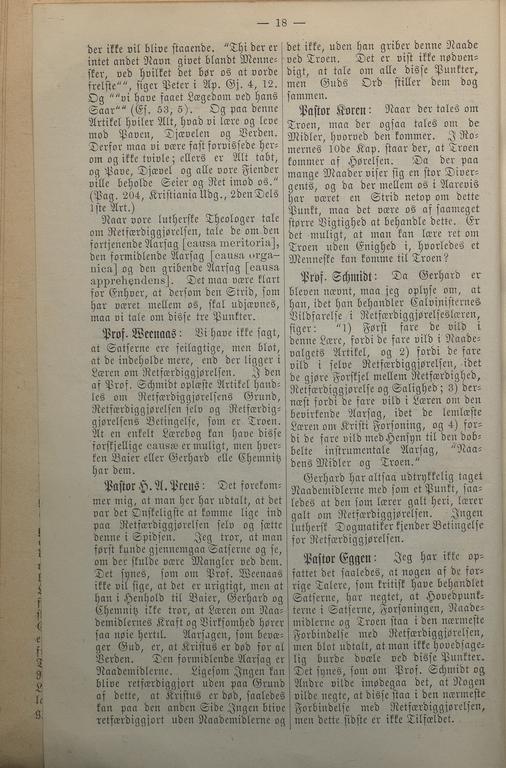 — 18 —
der ikke vil blive staaende. “Thi der er
intet andet Navn givet blandt Menne-
sker, ved hvilket det bør os at vorde
frelste””, siger Peter i Ap. Gj. 4, 12.
Og “”vi have faaet Lægedom ved hans
Saar”” (Ej. 53, 5). Og paa denne
Artikel hviler Alt, hvad vi lære og leve
mod Paven, Djævelen og Verden.
Derfor maa vi være fast forvissede her-
om og ikke tvivle; ellers er Alt tabt,
og Pave, Djævel og alle vore Fiender
ville beholde Seier og Ret imod os.”
(Pag. 204, Kristiania Udg., 2den Dels
1ste Art.)
Naar vore lutherske Theologer tale
om Retfærdiggjørelsen, tale de om den
fortjenende Aarsag [causa meritoria],
den formidlende Aarsag [causa orga-
nica] og den gribende Aarsag [causa
apprehendens]. Det maa være klart
for Enhver, at dersom den Strid, som
har været mellem os, skal udjævnes,
maa vi tale om disse tre Punkter.
Prof. Weenaas: Vi have ikke sagt,
at Satserne ere feilagtige, men blot,
at de indeholde mere, end der ligger i
Læren om Retfærdiggjørelsen. I den
af Prof. Schmidt oplæste Artikel hand-
les om Retfærdiggjørelsens Grund,
Retfærdiggjørelsen selv og Retfærdig-
gjørelsens Betingelse, som er Troen.
At en enkelt Lærebog kan have disse
forskjellige causæ er muligt, men hver-
ken Baier eller Gerhard elle Chemnitz
har dem.
Pastor H. A. Preus: Det forekom-
mer mig, at man her har udtalt, at det
var det Ønskeligste at komme lige ind
paa Retfærdiggjørelsen selv og sætte
denne i Spidsen. Jeg tror, at man
først kunde gjennemgaa Satserne og se,
om der skulde være Mangler ved dem.
Det synes, som om Prof. Weenaas
ikke vil sige, at det er urigtigt, men at
han i Henhold til Baier, Gerhard og
Chemnitz ikke tror, at Læren om Naa-
demidlernes Kraft og Virksomhed hører
saa nøie hertil. Aarsagen, som bevæ-
ger Gud, er, at Kristus er død for al
Verden. Den formidlende Aarsag er
Naademidlerne. Ligesom Ingen kan
blive retfærdiggjort uden paa Grund
af dette, at Kristus er død, saaledes
kan paa den anden Side Ingen blive
retfærdiggjort uden Naademidlerne og
det ikke, uden han griber denne Naade
ved Troen. Det er vist ikke nødven-
digt, at tale om alle disse Punkter,
men Guds Ord stiller dem dog
sammen.
Pastor Koren: Naar der tales om
Troen, maa der ogsaa tales om de
Midler, hvorved den kommer. I Ro-
mernes 10de Kap. staar der, at Troen
kommer af Hørelsen. Da der paa
mange Maader viser sig en stor Diver-
gents, og da der mellem os i Aarevis
har været en Strid netop om dette
Punkt, maa det være os af saameget
større Vigtighed at behandle dette. Er
det muligt, at man kan lære ret om
Troen uden Enighed i, hvorledes et
Menneske kan komme til Troen?
Prof. Schmidt: Da Gerhard er
bleven nævnt, maa jeg oplyse om, at
han, idet han behandler Calvinisternes
Vildfarelse i Retfærdiggjørelseslæren,
siger: “1) Først fare de vild i
denne Lære, fordi de fare vild i Naade-
valgets Artikel, og 2) fordi de fare
vild i selve Retfærdiggjørelsen, idet
de gjøre Forskjel mellem Retfærdighed,
Retfærdiggjørelse og Salighed; 3) der-
næst fordi de fare vild i Læren om den
bevirkende Aarsag, idet de lemlæste
Læren om Kristi Forsoning, og 4) for-
di de fare vild med Hensyn til den dob-
belte instrumentale Aarsag, “Naa-
dens Midler og Troen.”
Gerhard har altsaa udtrykkelig taget
Naademidlerne med som et Punkt, saa-
ledes at den som lærer galt heri, lærer
galt om Retfærdiggjørelsen. Ingen
luthersk Dogmatiker kjender Betingelse
for Retfærdiggjørelsen.
Pastor Eggen: Jeg har ikke op-
fattet det saaledes, at nogen af de for-
rige Talere, som kritisk have behandlet
Satserne, har negtet, at Hovedpunk-
terne i Satserne, Forsoningen, Naade-
midlerne og Troen staa i den nærmeste
Forbindelse med Retfærdiggjørelsen,
men blot udtalt, at man ikke hovedsage-
lig burde dvæle ved disse Punkter.
Det synes, som om Prof. Schmidt og
Andre vilde imødegaa det, at Nogen
vilde negte, at disse staa i den nærmeste
Forbindelse med Retfærdiggjørelsen,
men dette sidste er ikke Tilfældet.